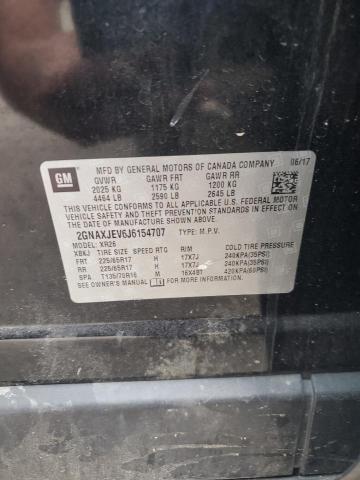 GM MFD BY GENERAL MOTORS OF CANADA COMPANY 06/17
GVWR GAWR FRT GAWR RR
2025 KG 1175 KG 1200 KG
4464 LB 2590 LB 2645 LB
THIS VEHICLE CONFORMS TO ALL APPLICABLE U.S. FEDERAL MOTOR
VEHICLE SAFETY AND THEFT PREVENTION STANDARDS IN EFFECT ON
THE DATE OF MANUFACTURE SHOWN ABOVE.
2GNAXJEV6J6154707 TYPE: M.P.V.
MODEL: XR26
XBKJ TIRE SIZE SPEED RTG RIM COLD TIRE PRESSURE
FRT 225/65R17 H 17X7J 240KPA(35PSI)
RR 225/65R17 H 17X7J 240KPA(35PSI)
SPA T135/70R16 M 16X4BT 420KPA(60PSI)
SEE OWNER'S MANUAL FOR MORE INFORMATION